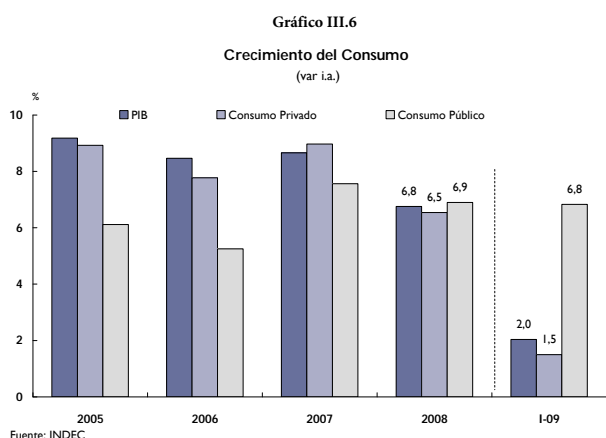 Gráfico III.6
Crecimiento del Consumo
(var i.a.)
%
PIB Consumo Privado Consumo Público
10
8
6
4
2
0
6,8 6,5 6,9
2,0 1,5 6,8
2005 2006 2007 2008 I-09
Fuente: INDEC